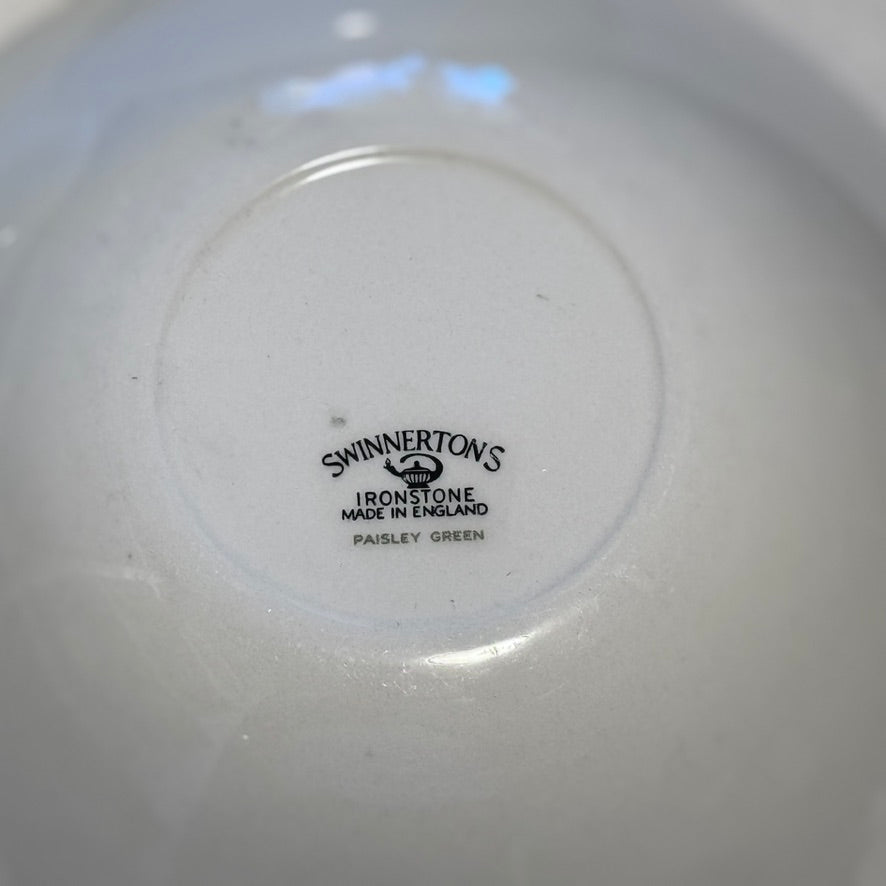 SWINNERTONS
IRONSTONE
MADE IN ENGLAND
PAISLEY GREEN